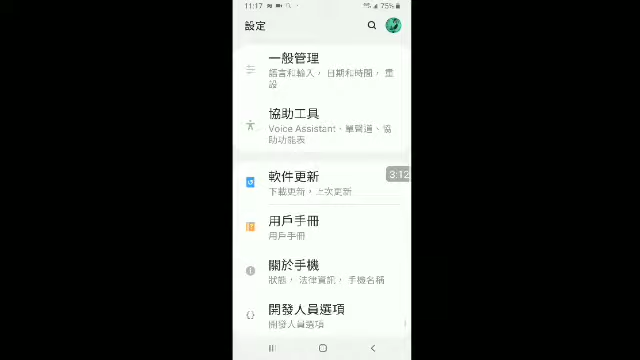 11:17 75%
設定
一般管理
語言和輸入， 日期和時間， 重
設
協助工具
Voice Assistant、單聲道、協
助功能表
軟件更新
3:12
下載更新，上次更新
用戶手冊
用戶手冊
關於手機
狀態， 法律資訊， 手機名稱
開發人員選項
開發人員選項